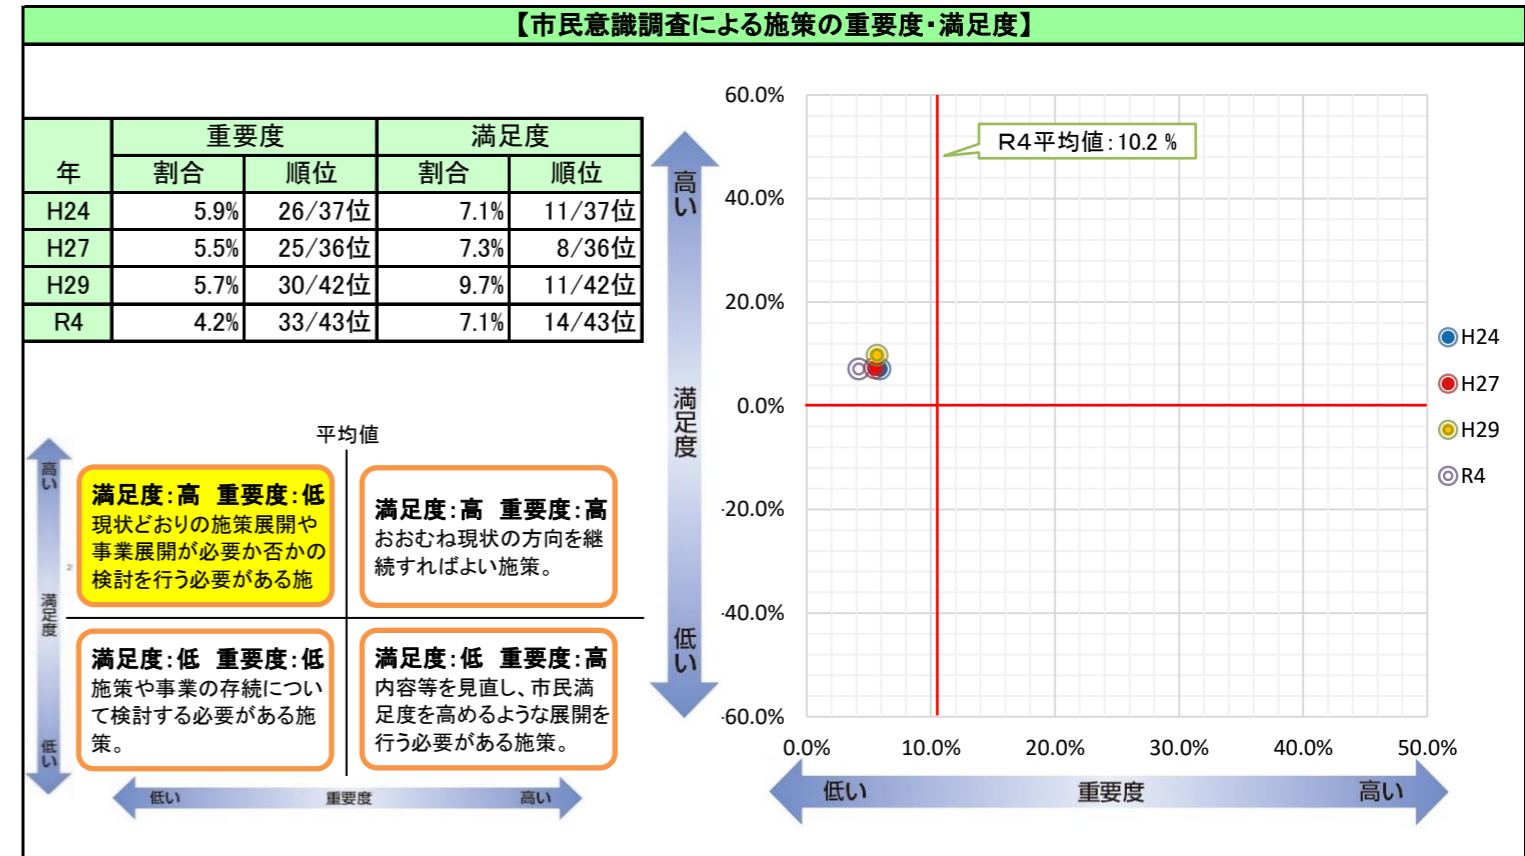 【市民意識調査による施策の重要度・満足度】
年 重要度 満足度
割合 順位 割合 順位
H24 5.9% 26/37位 7.1% 11/37位
H27 5.5% 25/36位 7.3% 8/36位
H29 5.7% 30/42位 9.7% 11/42位
R4 4.2% 33/43位 7.1% 14/43位
平均値
高い
満足度
低い
満足度:高 重要度:低
現状どおりの施策展開や
事業展開が必要か否かの
検討を行う必要がある施
満足度:高 重要度:高
おおむね現状の方向を継
続すればよい施策。
満足度:低 重要度:低
施策や事業の存続につい
て検討する必要がある施
策。
満足度:低 重要度:高
内容等を見直し、市民満
足度を高めるような展開を
行う必要がある施策。
低い 重要度 高い
高い
満足度
低い
60.0%
40.0%
20.0%
0.0%
-20.0%
-40.0%
-60.0%
R4平均値:10.2 %
H24
H27
H29
R4
0.0% 10.0% 20.0% 30.0% 40.0% 50.0%
低い 重要度 高い